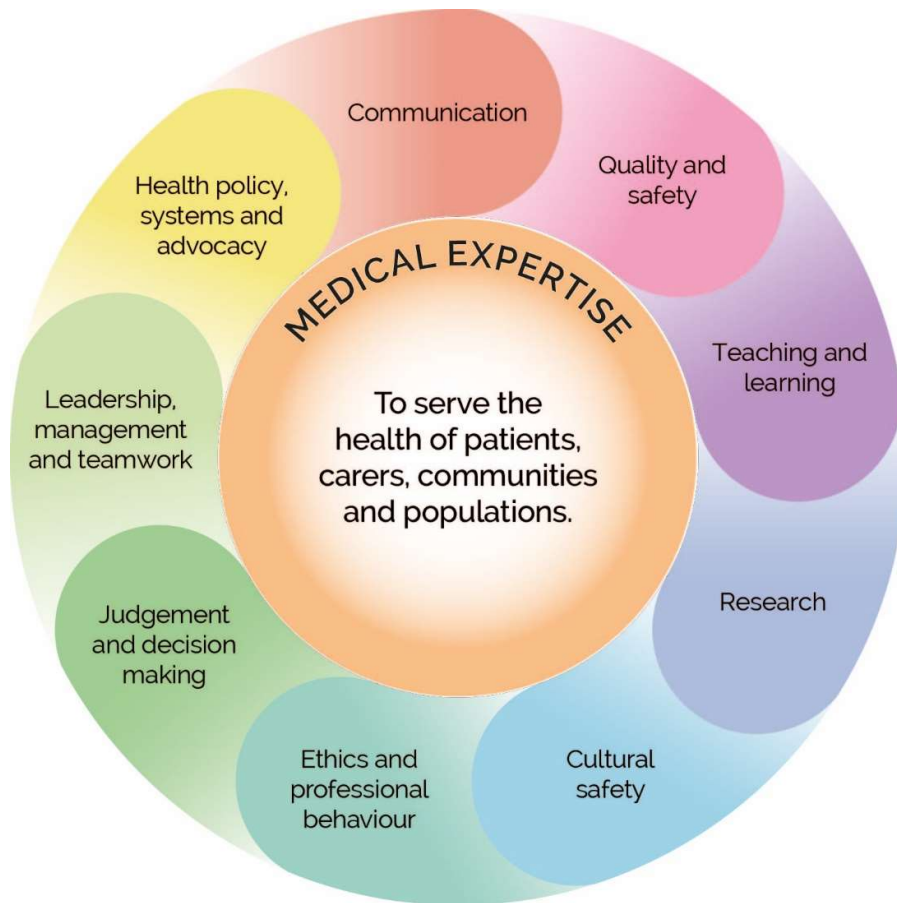 Communication
Quality and
safety
Teaching and
learning
Research
Cultural
safety
Ethics and
professional
behaviour
Judgement
and decision
making
Leadership,
management
and teamwork
Health policy,
systems and
advocacy
MEDICAL EXPERTISE
To serve the
health of patients,
carers, communities
and populations.